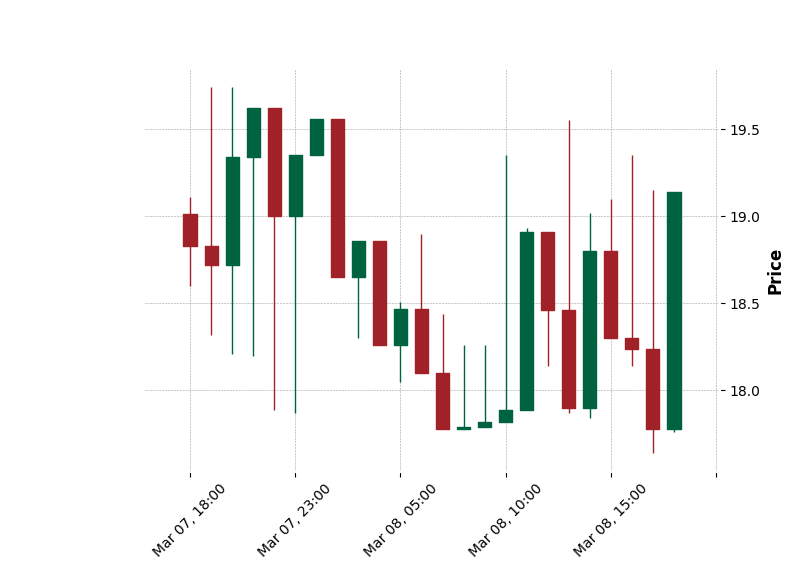 19.5
19.0
18.5
18.0
Price
Mar 07, 18:00
Mar 07, 23:00
Mar 08, 05:00
Mar 08, 10:00
Mar 08, 15:00